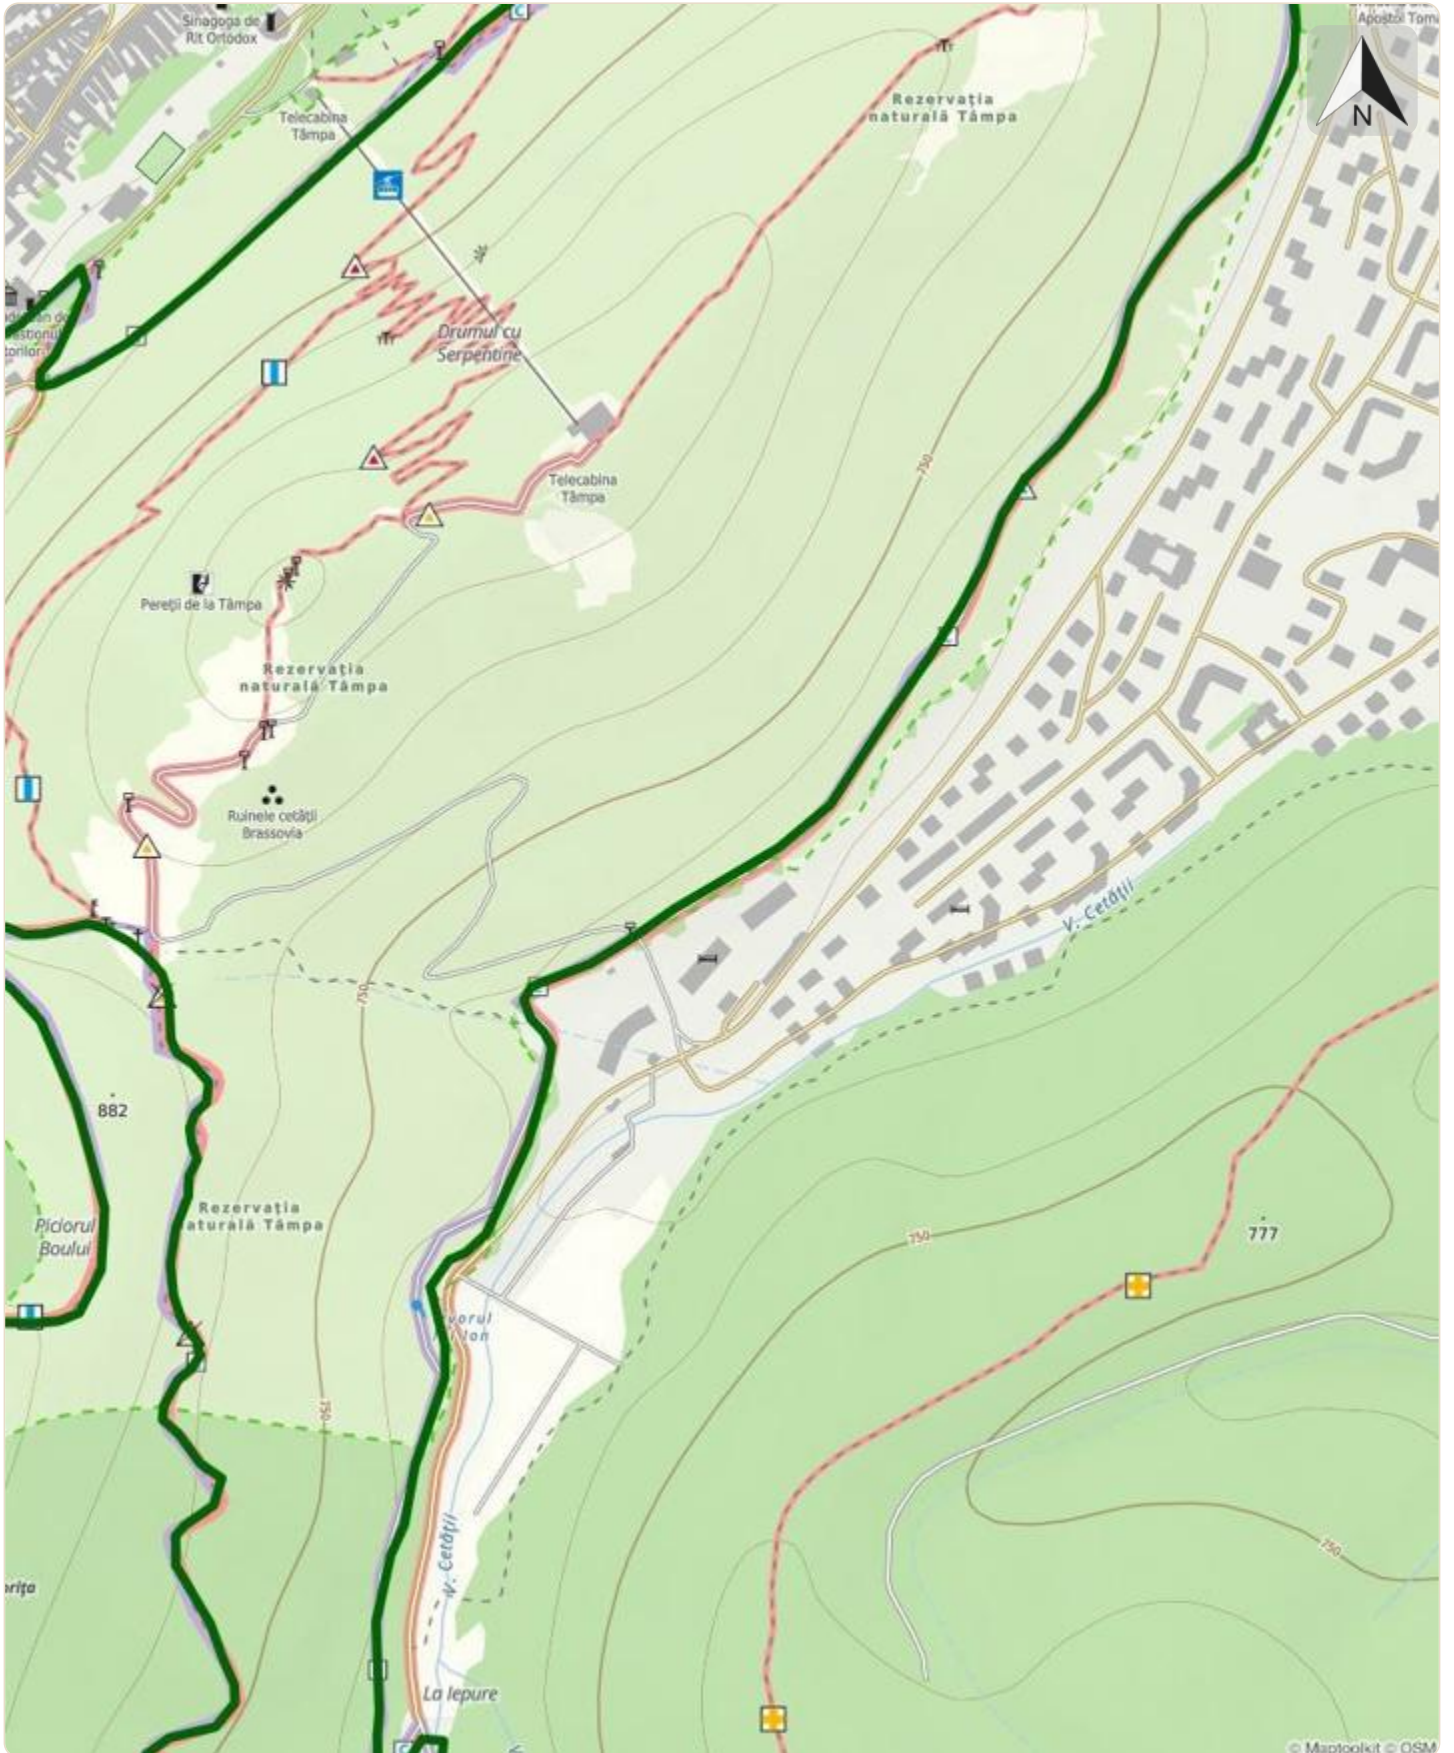 Sinagoga de
Rit Ortodox
Apostol Toma
N
Telecabina
Tâmpa
Rezervația
naturală Tâmpa
Drumul cu
Serpentine
750
Telecabina
Tâmpa
Pereții de la Tâmpa
Rezervația
naturală Tâmpa
Ruinele cetății
Brassovia
V. Cetății
750
882
Rezervația
aturală Tâmpa
Piciorul
Boului
777
750
750
750
V. Cetății
La Iepure
© Maptoolkit © OSM